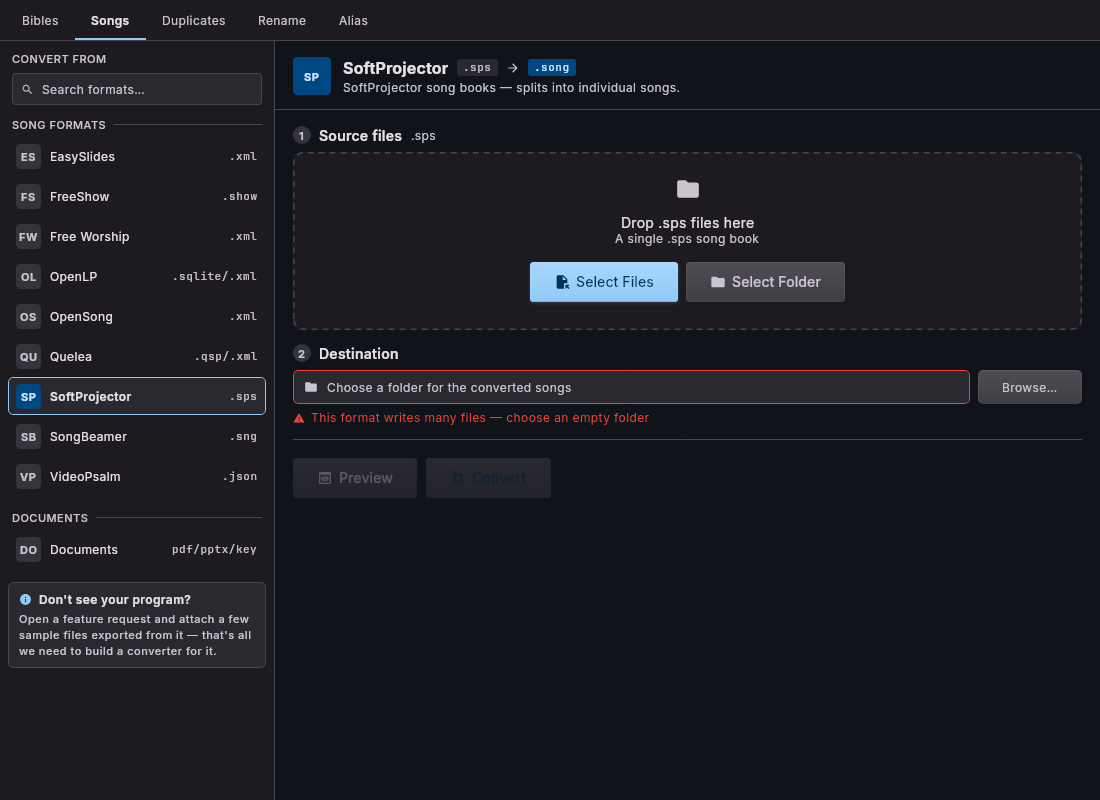 Bibles
Songs
Duplicates
Rename
Alias
CONVERT FROM
Search formats...
SONG FORMATS
ES EasySlides .xml
FS FreeShow .show
FW Free Worship .xml
OL OpenLP .sqlite/.xml
OS OpenSong .xml
QU Quelea .qsp/.xml
SP SoftProjector .sps
SB SongBeamer .sng
VP VideoPsalm .json
DOCUMENTS
DO Documents pdf/pptx/key
Don't see your program?
Open a feature request and attach a few
sample files exported from it — that's all
we need to build a converter for it.
SP SoftProjector .sps → .song
SoftProjector song books — splits into individual songs.
1 Source files .sps
Drop .sps files here
A single .sps song book
Select Files
Select Folder
2 Destination
Choose a folder for the converted songs
Browse...
This format writes many files — choose an empty folder
Preview
Convert